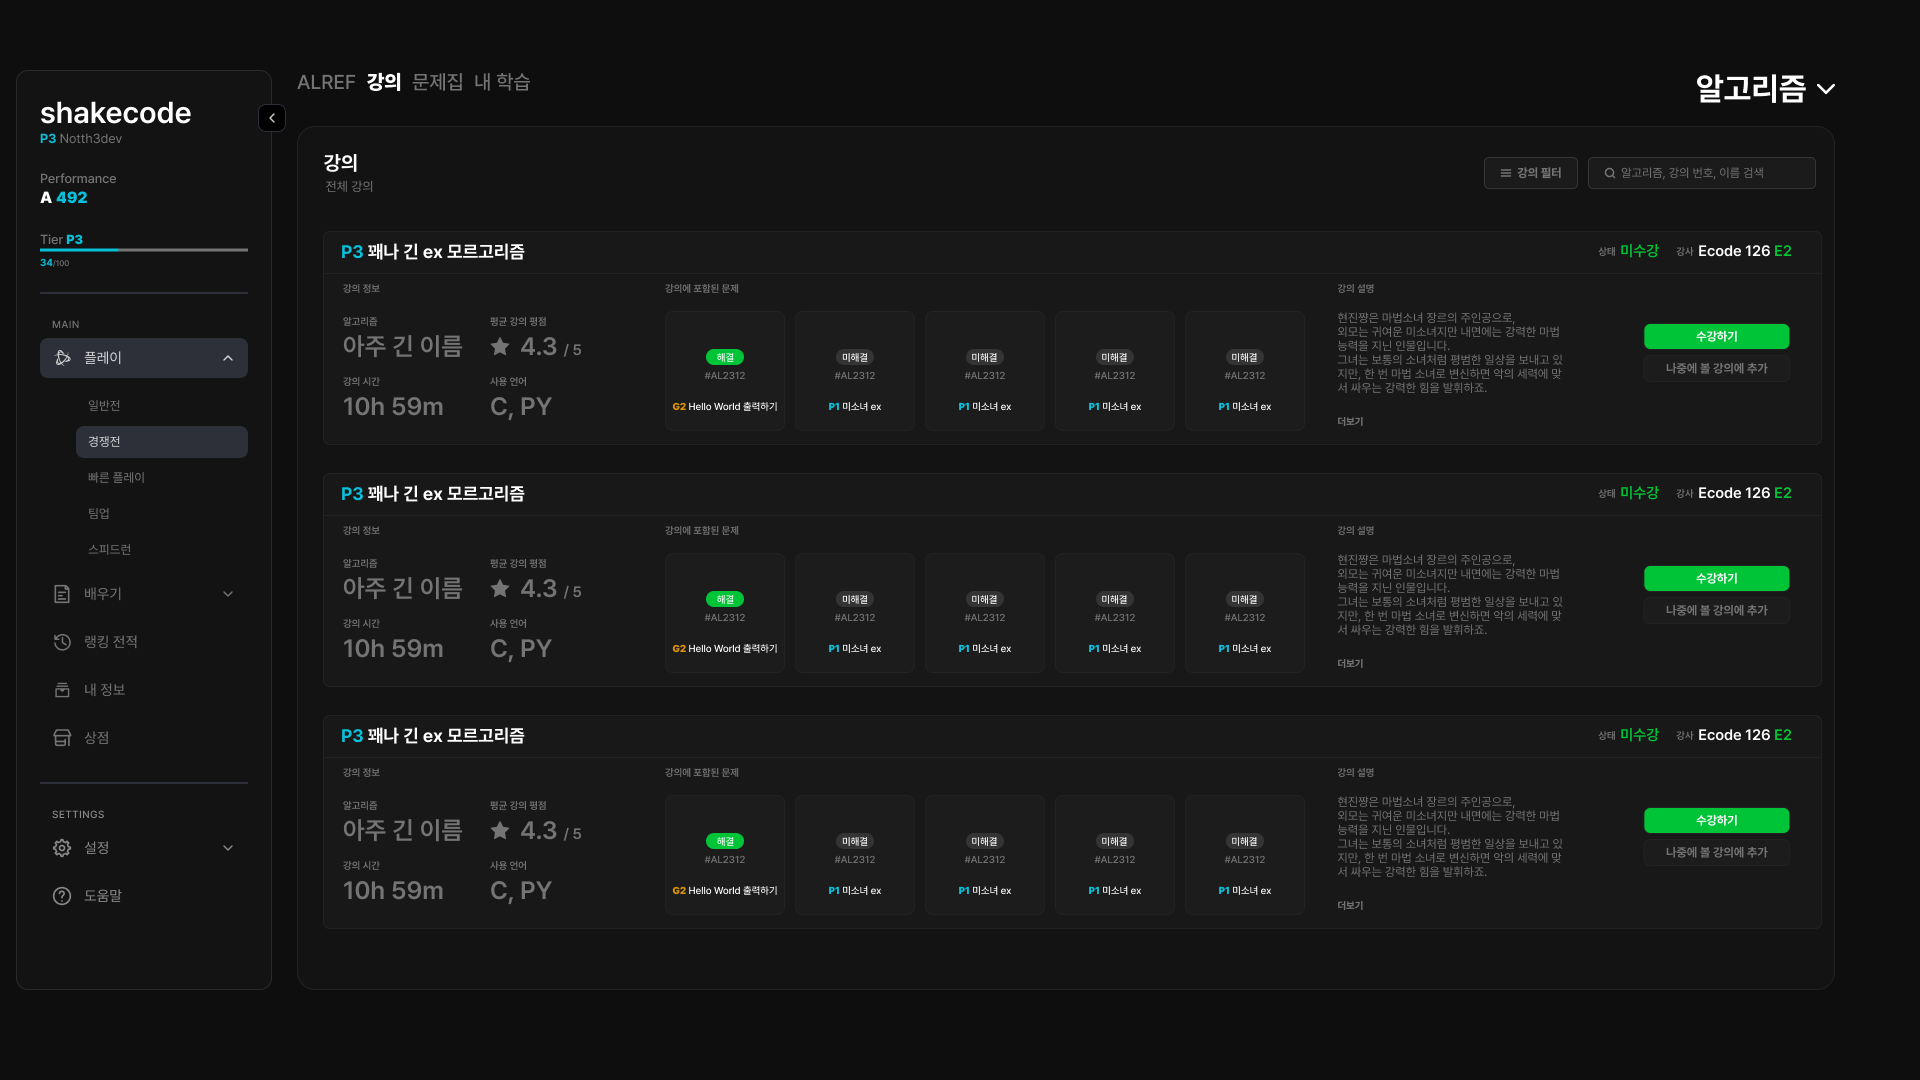 shakecode
P3 Notth3dev
Performance
A 492
Tier P3
34/100
MAIN
플레이
일반전
경쟁전
빠른 플레이
팀업
스피드런
배우기
랭킹 전적
내 정보
상점
SETTINGS
설정
도움말
ALREF 강의 문제집 내 학습
알고리즘
강의
전체 강의
강의 필터
알고리즘, 강의 번호, 이름 검색
P3 꽤나 긴 ex 모르고리즘
상태 미수강 강사 Ecode 126 E2
강의 정보
알고리즘
아주 긴 이름
평균 강의 평점
4.3 / 5
강의 시간
10h 59m
사용 언어
C, PY
강의에 포함된 문제
해결
#AL2312
G2 Hello World 출력하기
미해결
#AL2312
P1 미소녀 ex
미해결
#AL2312
P1 미소녀 ex
미해결
#AL2312
P1 미소녀 ex
미해결
#AL2312
P1 미소녀 ex
강의 설명
현진쨩은 마법소녀 장르의 주인공으로,
외모는 귀여운 미소녀지만 내면에는 강력한 마법
능력을 지닌 인물입니다.
그녀는 보통의 소녀처럼 평범한 일상을 보내고 있
지만, 한 번 마법 소녀로 변신하면 악의 세력에 맞
서 싸우는 강력한 힘을 발휘하죠.
더보기
수강하기
나중에 볼 강의에 추가
P3 꽤나 긴 ex 모르고리즘
상태 미수강 강사 Ecode 126 E2
강의 정보
알고리즘
아주 긴 이름
평균 강의 평점
4.3 / 5
강의 시간
10h 59m
사용 언어
C, PY
강의에 포함된 문제
해결
#AL2312
G2 Hello World 출력하기
미해결
#AL2312
P1 미소녀 ex
미해결
#AL2312
P1 미소녀 ex
미해결
#AL2312
P1 미소녀 ex
미해결
#AL2312
P1 미소녀 ex
강의 설명
현진쨩은 마법소녀 장르의 주인공으로,
외모는 귀여운 미소녀지만 내면에는 강력한 마법
능력을 지닌 인물입니다.
그녀는 보통의 소녀처럼 평범한 일상을 보내고 있
지만, 한 번 마법 소녀로 변신하면 악의 세력에 맞
서 싸우는 강력한 힘을 발휘하죠.
더보기
수강하기
나중에 볼 강의에 추가
P3 꽤나 긴 ex 모르고리즘
상태 미수강 강사 Ecode 126 E2
강의 정보
알고리즘
아주 긴 이름
평균 강의 평점
4.3 / 5
강의 시간
10h 59m
사용 언어
C, PY
강의에 포함된 문제
해결
#AL2312
G2 Hello World 출력하기
미해결
#AL2312
P1 미소녀 ex
미해결
#AL2312
P1 미소녀 ex
미해결
#AL2312
P1 미소녀 ex
미해결
#AL2312
P1 미소녀 ex
강의 설명
현진쨩은 마법소녀 장르의 주인공으로,
외모는 귀여운 미소녀지만 내면에는 강력한 마법
능력을 지닌 인물입니다.
그녀는 보통의 소녀처럼 평범한 일상을 보내고 있
지만, 한 번 마법 소녀로 변신하면 악의 세력에 맞
서 싸우는 강력한 힘을 발휘하죠.
더보기
수강하기
나중에 볼 강의에 추가